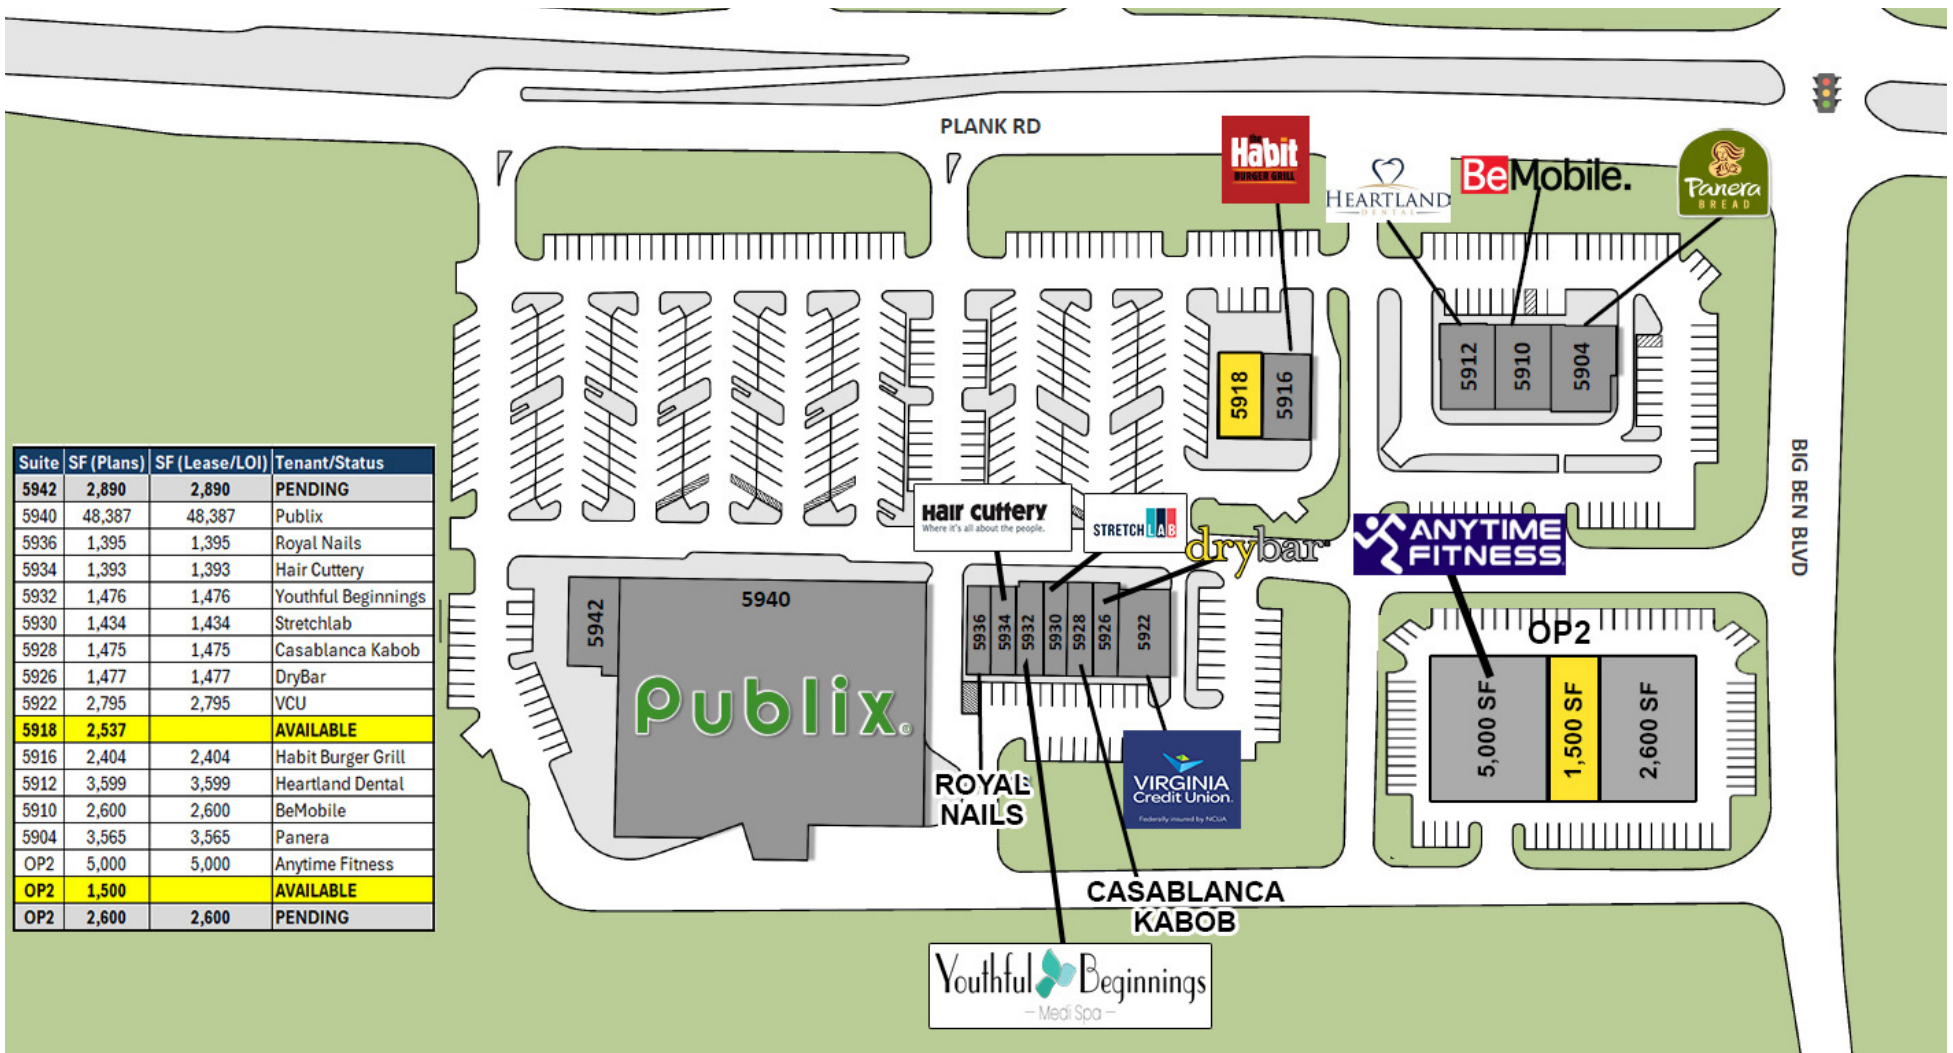 PLANK RD
the
Habit
BURGER GRILL
HEARTLAND
DENTAL
BeMobile.
Panera
BREAD
5918
5916
5912
5910
5904
BIG BEN BLVD
Suite SF (Plans) SF (Lease/LOI) Tenant/Status
5942 2,890 2,890 PENDING
5940 48,387 48,387 Publix
5936 1,395 1,395 Royal Nails
5934 1,393 1,393 Hair Cuttery
5932 1,476 1,476 Youthful Beginnings
5930 1,434 1,434 Stretchlab
5928 1,475 1,475 Casablanca Kabob
5926 1,477 1,477 DryBar
5922 2,795 2,795 VCU
5918 2,537 AVAILABLE
5916 2,404 2,404 Habit Burger Grill
5912 3,599 3,599 Heartland Dental
5910 2,600 2,600 BeMobile
5904 3,565 3,565 Panera
OP2 5,000 5,000 Anytime Fitness
OP2 1,500 AVAILABLE
OP2 2,600 2,600 PENDING
Hair Cuttery
Where it's all about the people.
STRETCHLAB
drybar
ANYTIME
FITNESS
5942
5940
Publix.
5936
5934
5932
5930
5928
5926
5922
OP2
5,000 SF
1,500 SF
2,600 SF
ROYAL
NAILS
VIRGINIA
Credit Union
Federally insured by NCUA
CASABLANCA
KABOB
Youthful Beginnings
– Medi Spa –